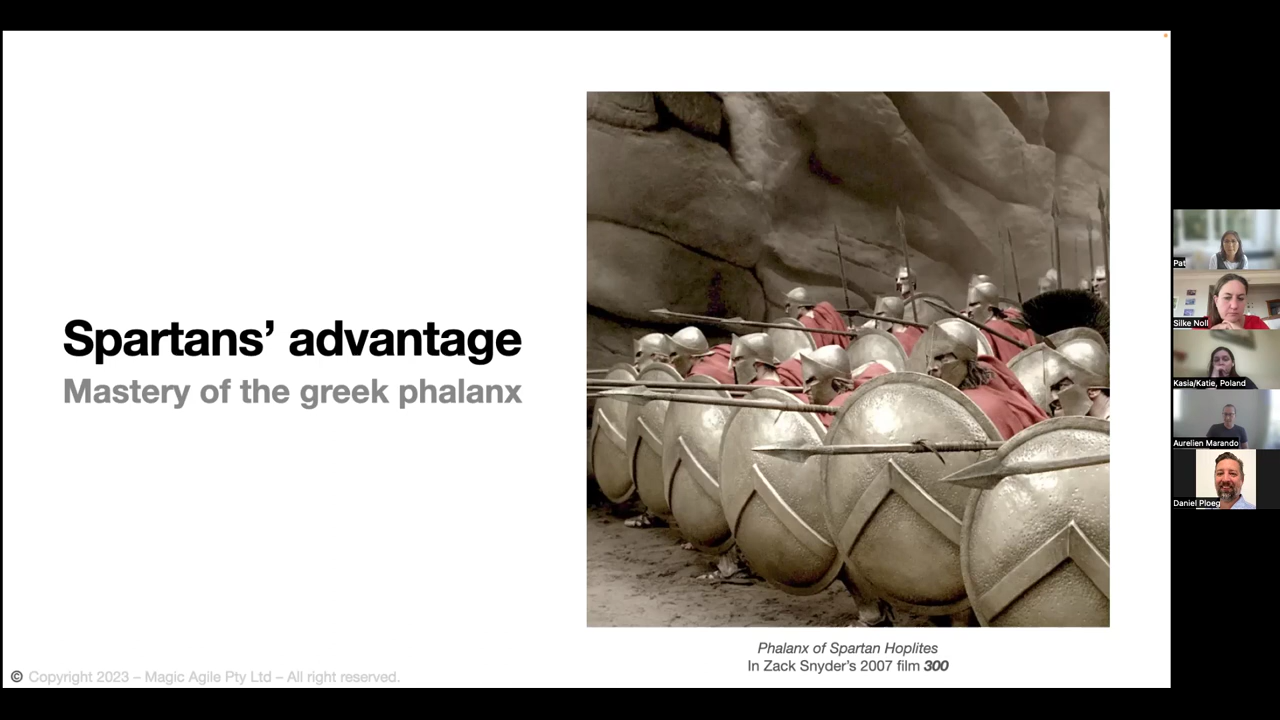 Spartans’ advantage
Mastery of the greek phalanx
Phalanx of Spartan Hoplites
In Zack Snyder’s 2007 film 300
© Copyright 2023 – Magic Agile Pty Ltd – All right reserved.
Pat
Silke Noll
Kasia/Katie, Poland
Aurelien Marando
Daniel Ploeg